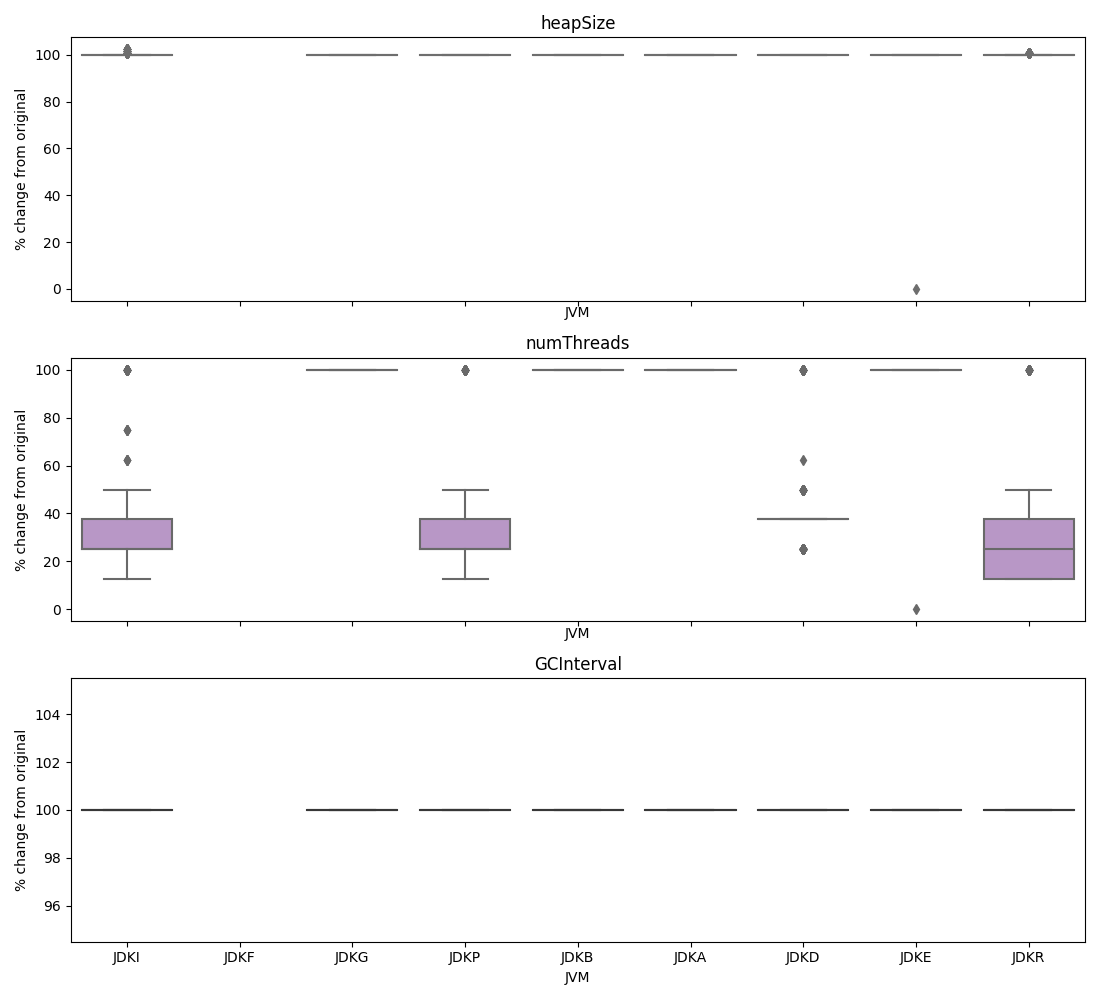 heapSize
% change from original
100
80
60
40
20
0
JVM
numThreads
% change from original
100
80
60
40
20
0
JVM
GCInterval
% change from original
104
102
100
98
96
JDKI JDKF JDKG JDKP JDKB JDKA JDKD JDKE JDKR
JVM